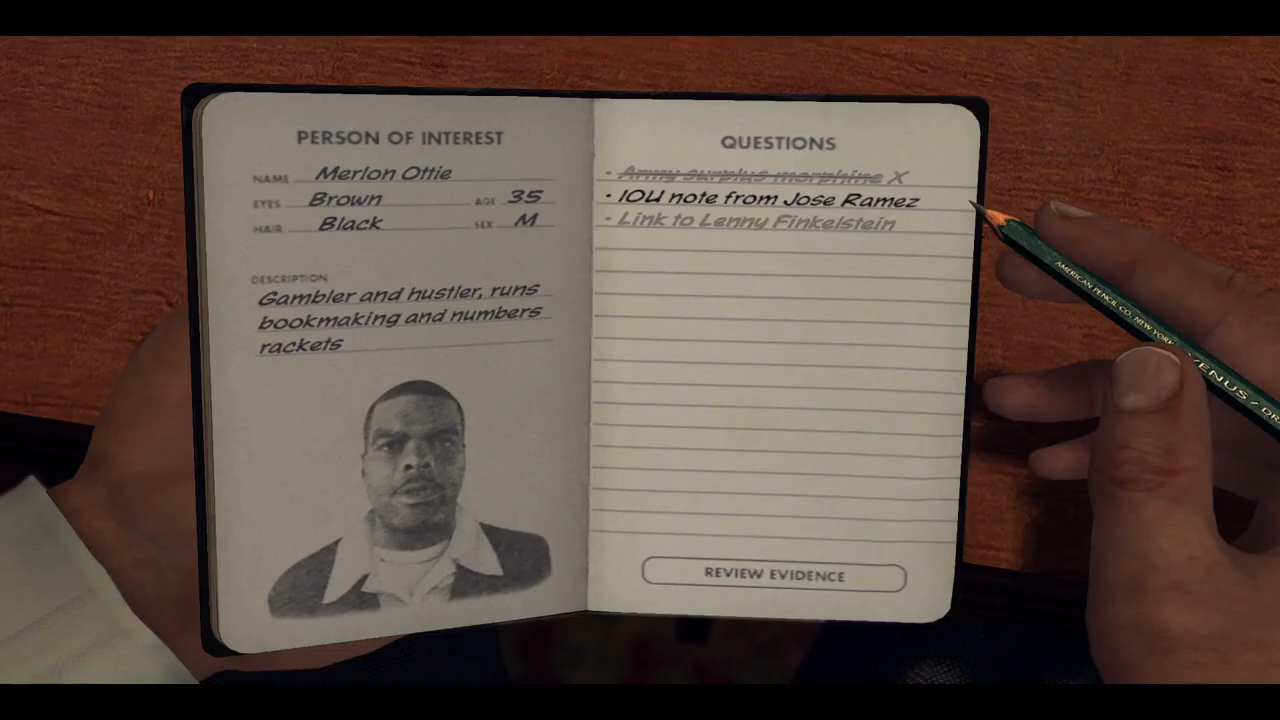 PERSON OF INTEREST
NAME Merlon Ottie
EYES Brown AGE 35
HAIR Black SEX M
DESCRIPTION
Gambler and hustler, runs
bookmaking and numbers
rackets
QUESTIONS
· Army surplus morphine X
· IOU note from Jose Ramez
· Link to Lenny Finkelstein
REVIEW EVIDENCE
AMERICAN PENCIL CO. NEW YORK VENUS / DR